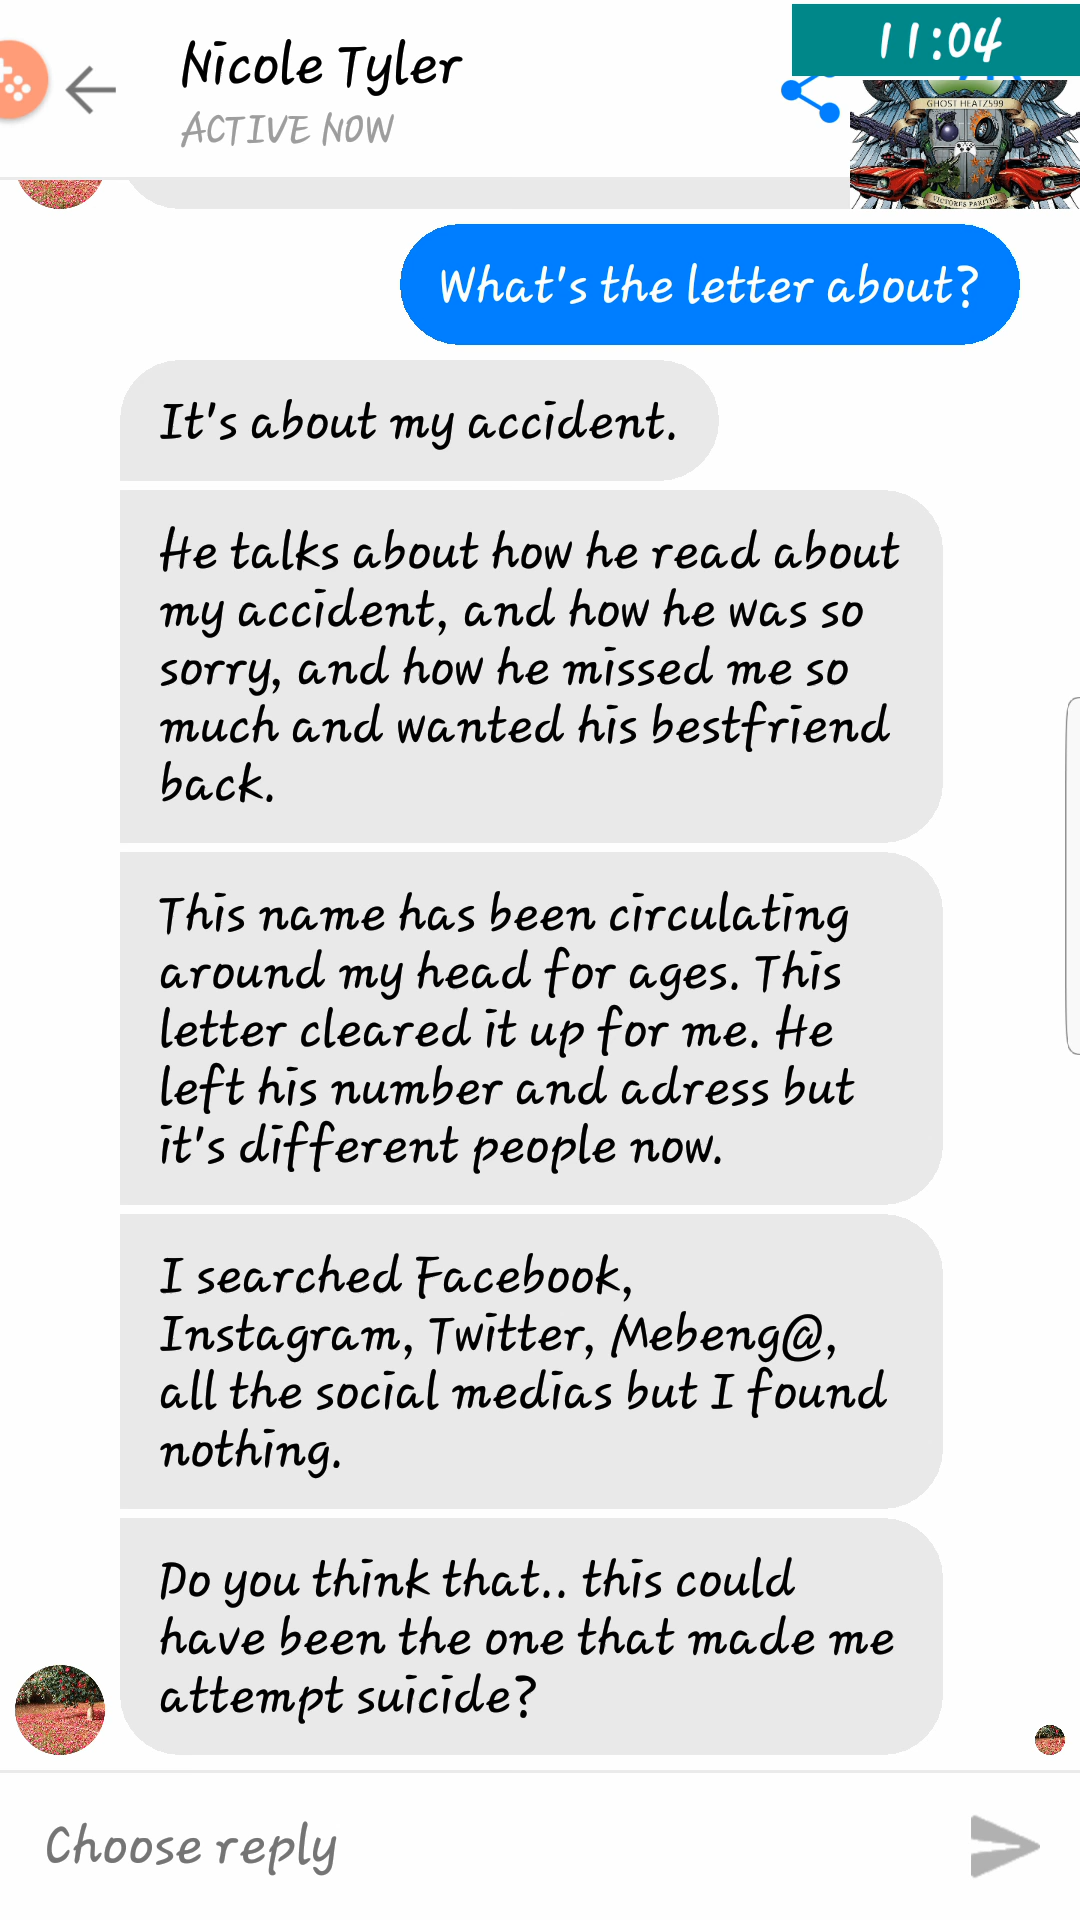 11:04
Nicole Tyler
ACTIVE NOW
GHOST HEATZ599
VICTORES PARITER
What's the letter about?
It's about my accident.
He talks about how he read about
my accident, and how he was so
sorry, and how he missed me so
much and wanted his bestfriend
back.
This name has been circulating
around my head for ages. This
letter cleared it up for me. He
left his number and adress but
it's different people now.
I searched Facebook,
Instagram, Twitter, Mebeng@,
all the social medias but I found
nothing.
Do you think that.. this could
have been the one that made me
attempt suicide?
Choose reply